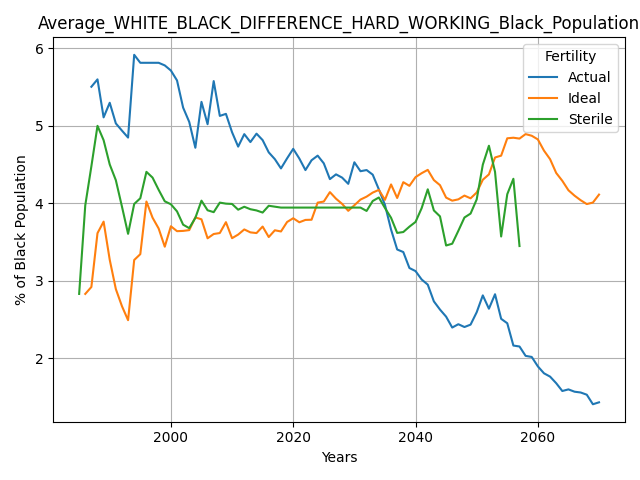 Average_WHITE_BLACK_DIFFERENCE_HARD_WORKING_Black_Population
Fertility
Actual
Ideal
Sterile
% of Black Population
6
5
4
3
2
2000 2020 2040 2060
Years